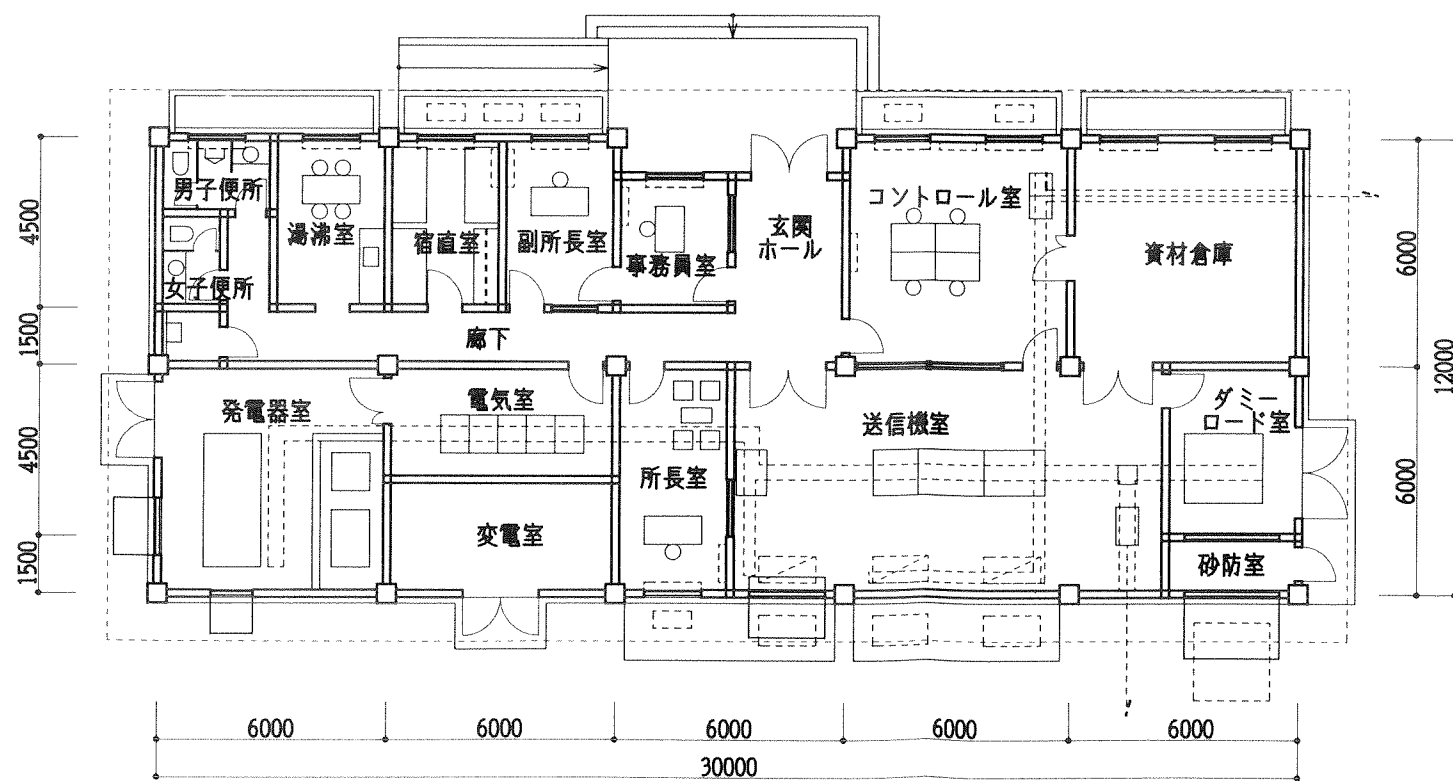 男子便所
湯沸室
宿直室
副所長室
事務員室
玄関
ホール
コントロール室
資材倉庫
女子便所
廊下
発電器室
電気室
所長室
送信機室
ダミー
ロード室
変電室
砂防室
4500
1500
4500
1500
6000
6000
12000
6000
6000
6000
6000
6000
30000